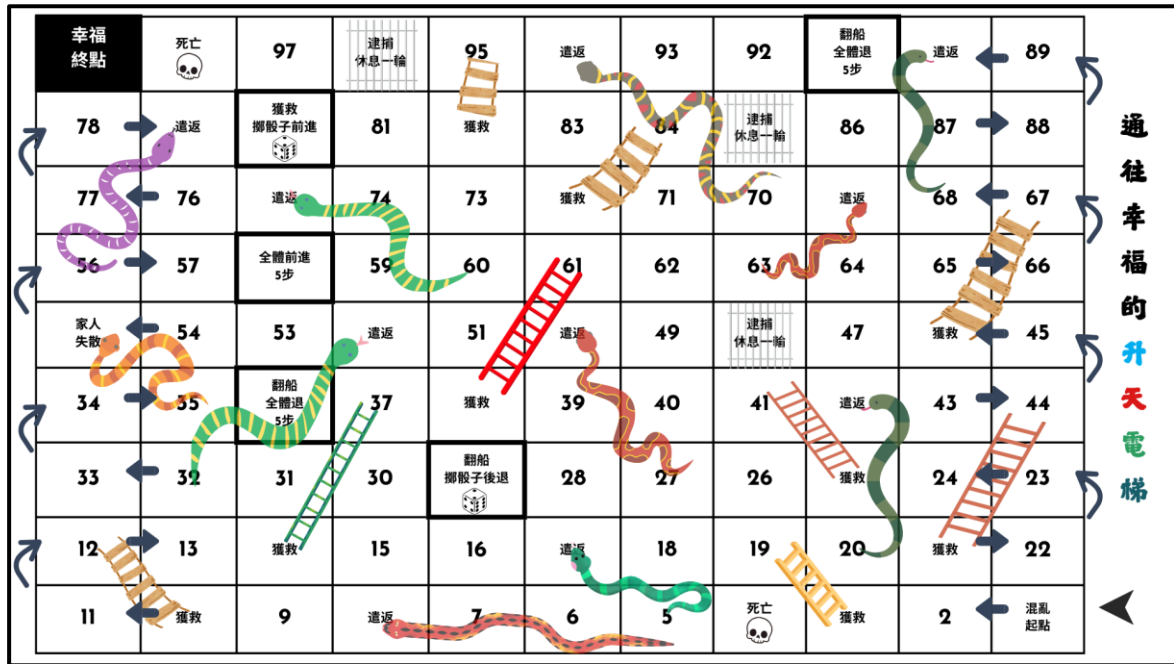 幸福
終點
死亡
97
逮捕
休息一輪
95
遣返
93
92
翻船
全體退
5步
遣返
89
78
遣返
獲救
擲骰子前進
81
獲救
83
84
逮捕
休息一輪
86
87
88
77
76
遣返
74
73
獲救
71
70
遣返
68
67
56
57
全體前進
5步
59
60
61
62
63
64
65
66
家人
失散
54
53
遣返
51
遣返
49
逮捕
休息一輪
47
獲救
45
34
35
翻船
全體退
5步
37
獲救
39
40
41
遣返
43
44
33
32
31
30
翻船
擲骰子後退
28
27
26
獲救
24
23
12
13
獲救
15
16
遣返
18
19
20
獲救
22
11
獲救
9
遣返
7
6
5
死亡
獲救
2
混亂
起點
通往幸福的升天電梯